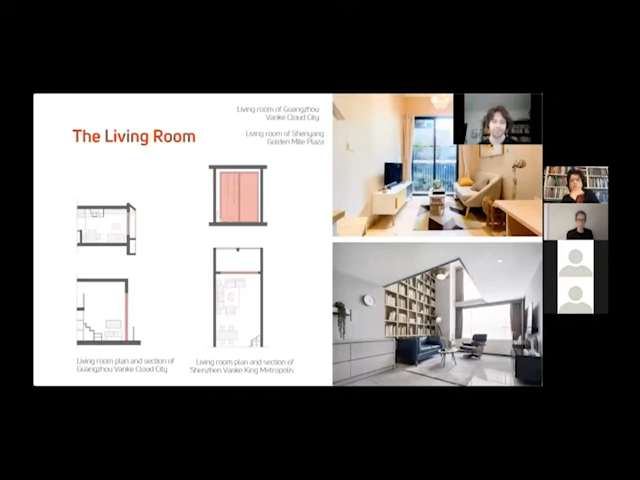 The Living Room
Living room of Guangzhou
Vanke Cloud City
Living room of Shenyang
Golden Mile Plaza
Living room plan and section of
Guangzhou Vanke Cloud City
Living room plan and section of
Shenzhen Vanke King Metropolis